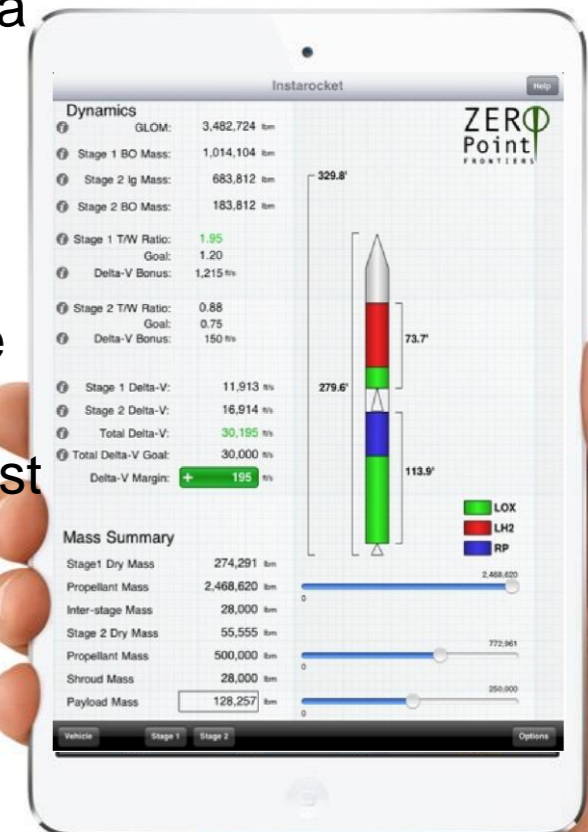 a
e
st
Instarocket
Help
Dynamics
GLOM: 3,482,724 lbm
Stage 1 BO Mass: 1,014,104 lbm
Stage 2 Ig Mass: 683,812 lbm
Stage 2 BO Mass: 183,812 lbm
Stage 1 T/W Ratio: 1.95
Goal: 1.20
Delta-V Bonus: 1,215 ft/s
Stage 2 T/W Ratio: 0.88
Goal: 0.75
Delta-V Bonus: 150 ft/s
Stage 1 Delta-V: 11,913 ft/s
Stage 2 Delta-V: 16,914 ft/s
Total Delta-V: 30,195 ft/s
Total Delta-V Goal: 30,000 ft/s
Delta-V Margin: + 195 ft/s
ZERO
Point
FRONTIERS
329.8'
73.7'
279.6'
113.9'
LOX
LH2
RP
Mass Summary
Stage1 Dry Mass 274,291 lbm
Propellant Mass 2,468,620 lbm
0 2,468,620
Inter-stage Mass 28,000 lbm
Stage 2 Dry Mass 55,555 lbm
Propellant Mass 500,000 lbm
0 772,961
Shroud Mass 28,000 lbm
Payload Mass 128,257 lbm
0 250,000
Vehicle Stage 1 Stage 2 Options